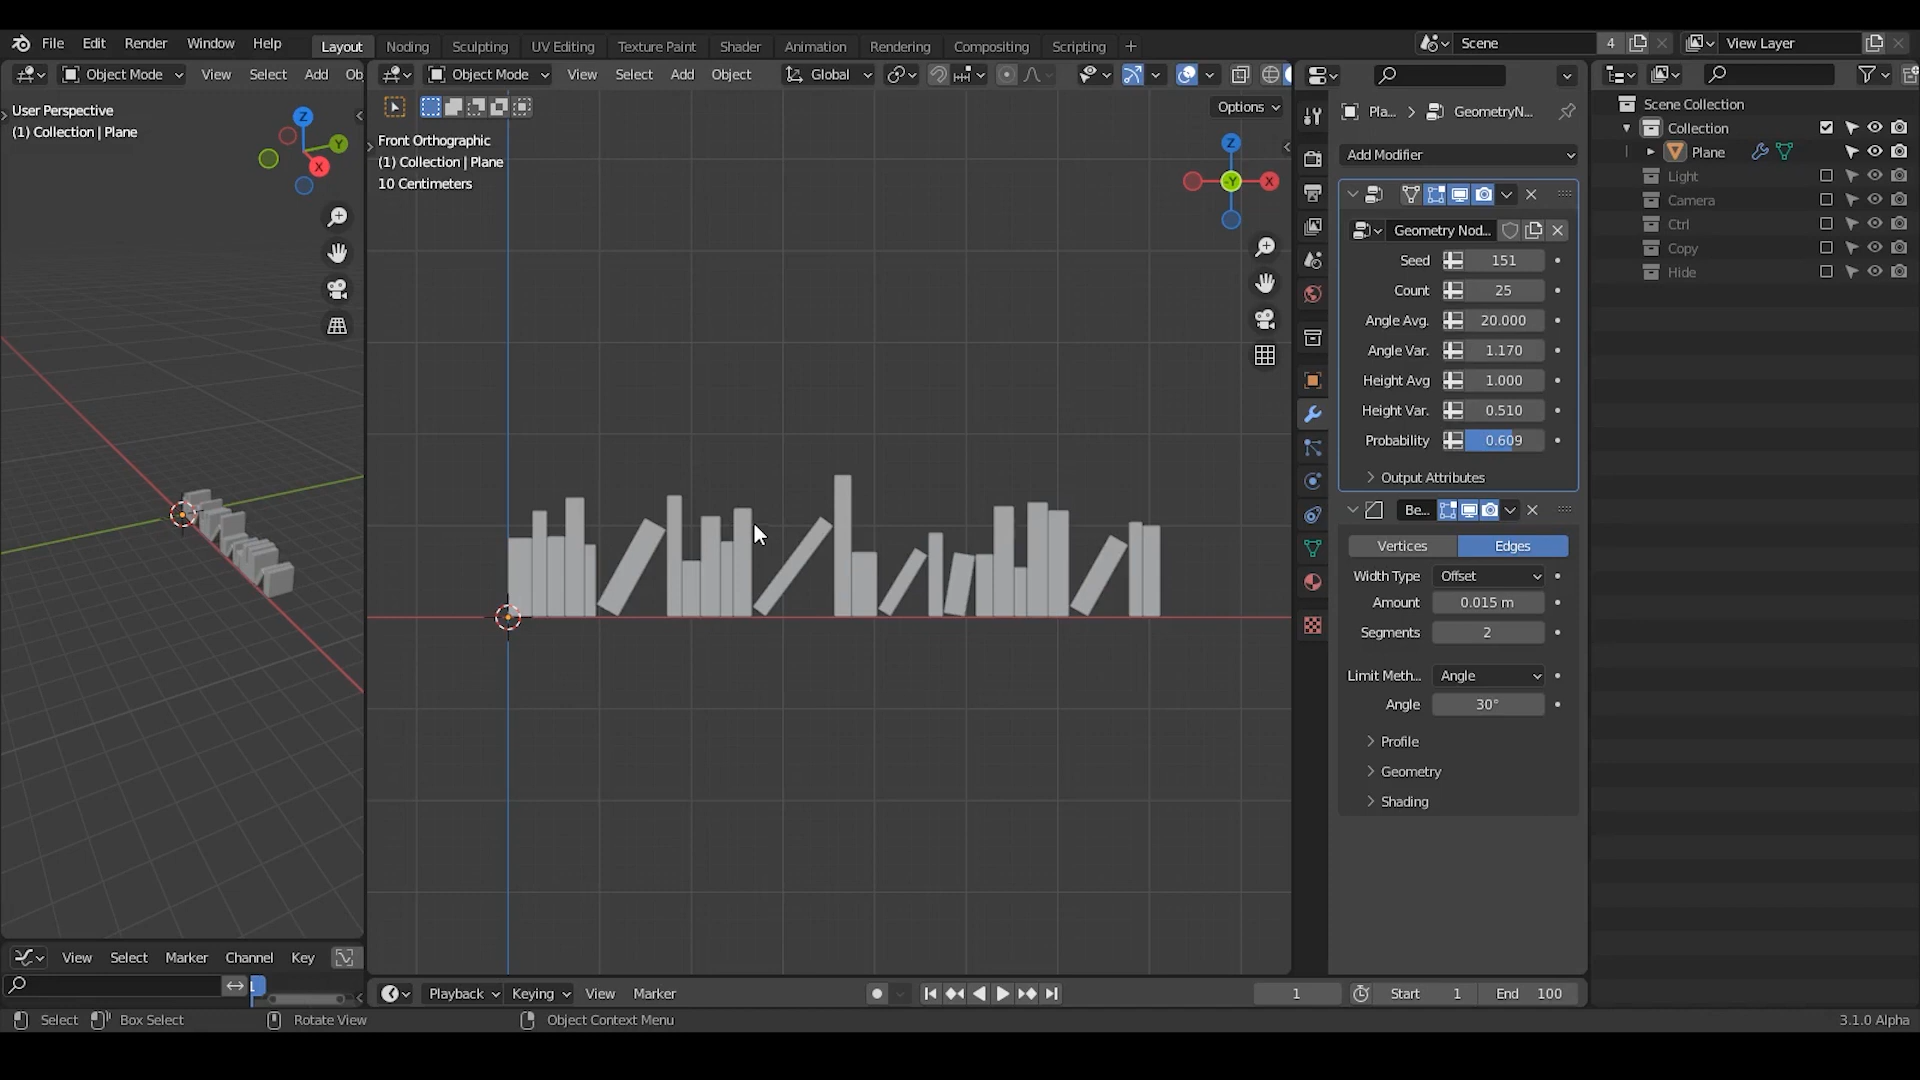 File Edit Render Window Help Layout Noding Sculpting UV Editing Texture Paint Shader Animation Rendering Compositing Scripting + Scene 4 View Layer
Object Mode View Select Add Ob
Object Mode View Select Add Object Global
Options
User Perspective
(1) Collection | Plane
Front Orthographic
(1) Collection | Plane
10 Centimeters
Z
Y
X
Z
-Y
X
Pla... GeometryN...
Add Modifier
Geometry Nod...
Seed 151
Count 25
Angle Avg. 20.000
Angle Var. 1.170
Height Avg 1.000
Height Var. 0.510
Probability 0.609
Output Attributes
Be...
Vertices Edges
Width Type Offset
Amount 0.015 m
Segments 2
Limit Meth... Angle
Angle 30°
Profile
Geometry
Shading
Scene Collection
Collection
Plane
Light
Camera
Ctrl
Copy
Hide
View Select Marker Channel Key
1
Playback Keying View Marker
1 Start 1 End 100
Select Box Select Rotate View Object Context Menu 3.1.0 Alpha